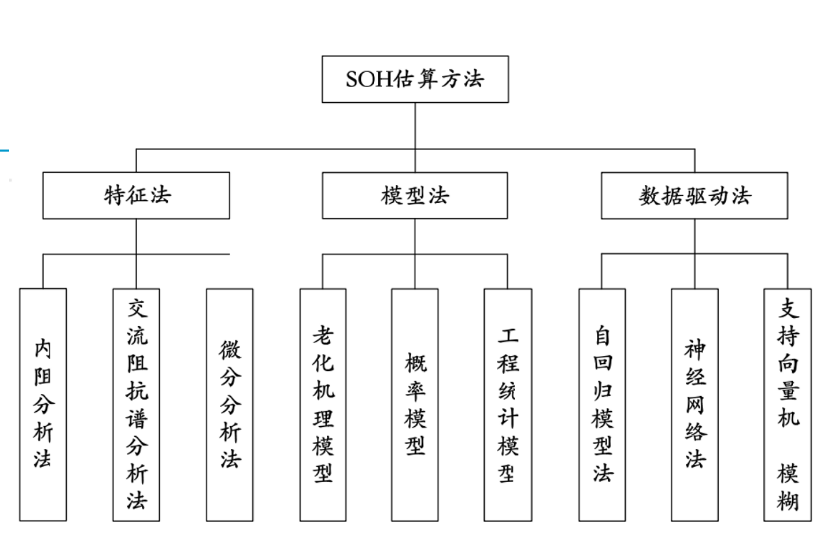 SOH估算方法
特征法
模型法
数据驱动法
内阻分析法
交流阻抗谱分析法
微分分析法
老化机理模型
概率模型
工程统计模型
自回归模型法
神经网络法
支持向量机 模糊